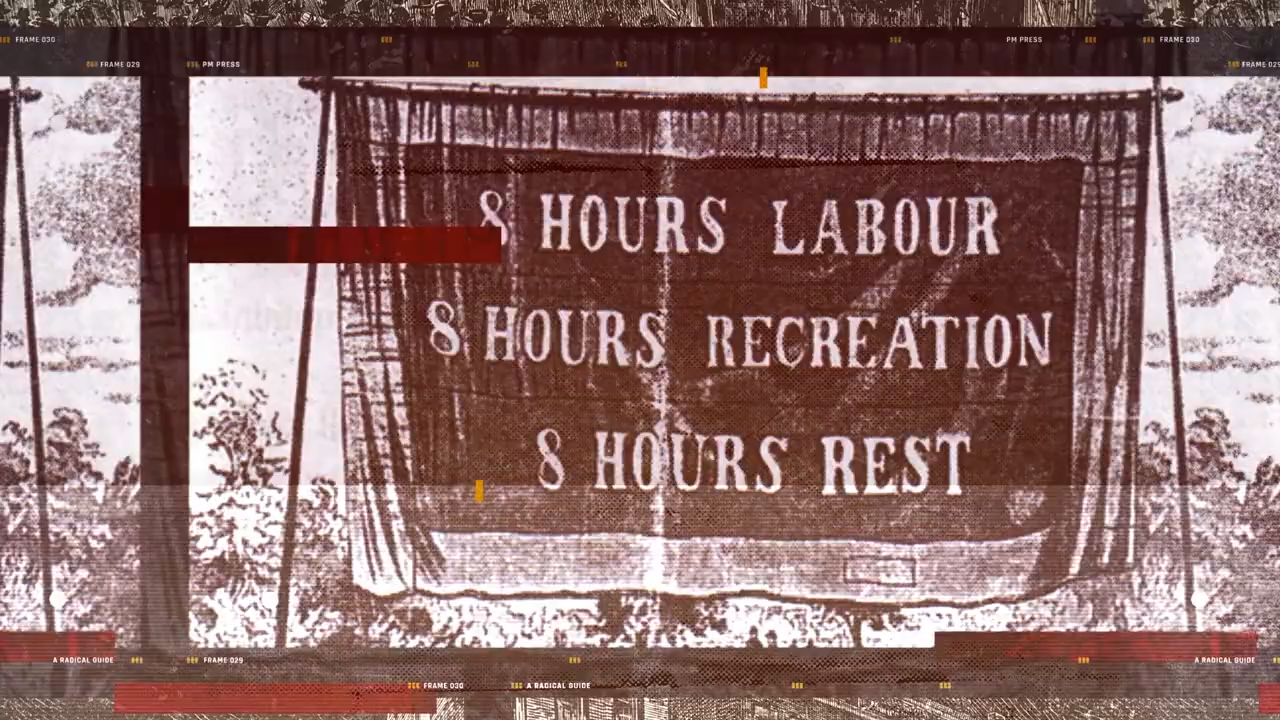 FRAME 030
PM PRESS
FRAME 030
FRAME 029
PM PRESS
FRAME 029
8 HOURS LABOUR
8 HOURS RECREATION
8 HOURS REST
A RADICAL GUIDE
FRAME 029
A RADICAL GUIDE
FRAME 030
A RADICAL GUIDE